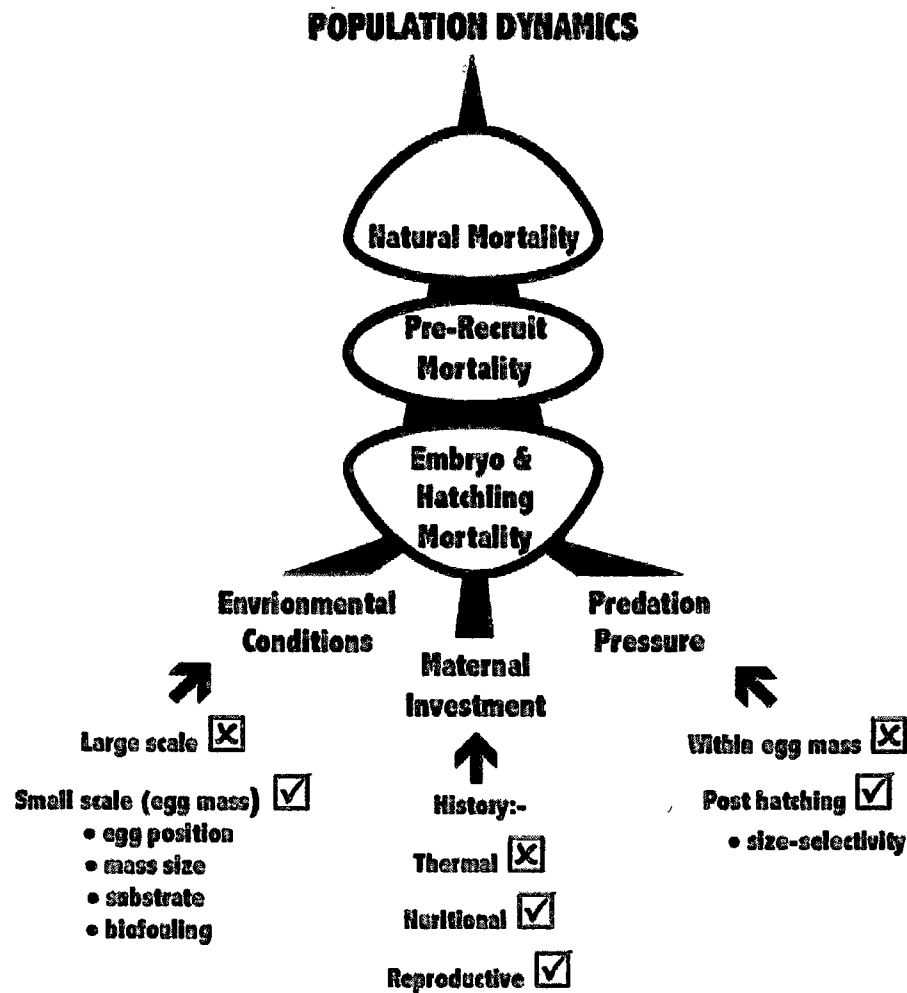 POPULATION DYNAMICS
Natural Mortality
Pre-Recruit
Mortality
Embryo &
Hatchling
Mortality
Envrionmental
Conditions
Predation
Pressure
Maternal
Investment
Large scale
Small scale (egg mass)
• egg position
• mass size
• substrate
• biofouling
History:-
Thermal
Nuritional
Reproductive
Within egg mass
Post hatching
• size-selectivity